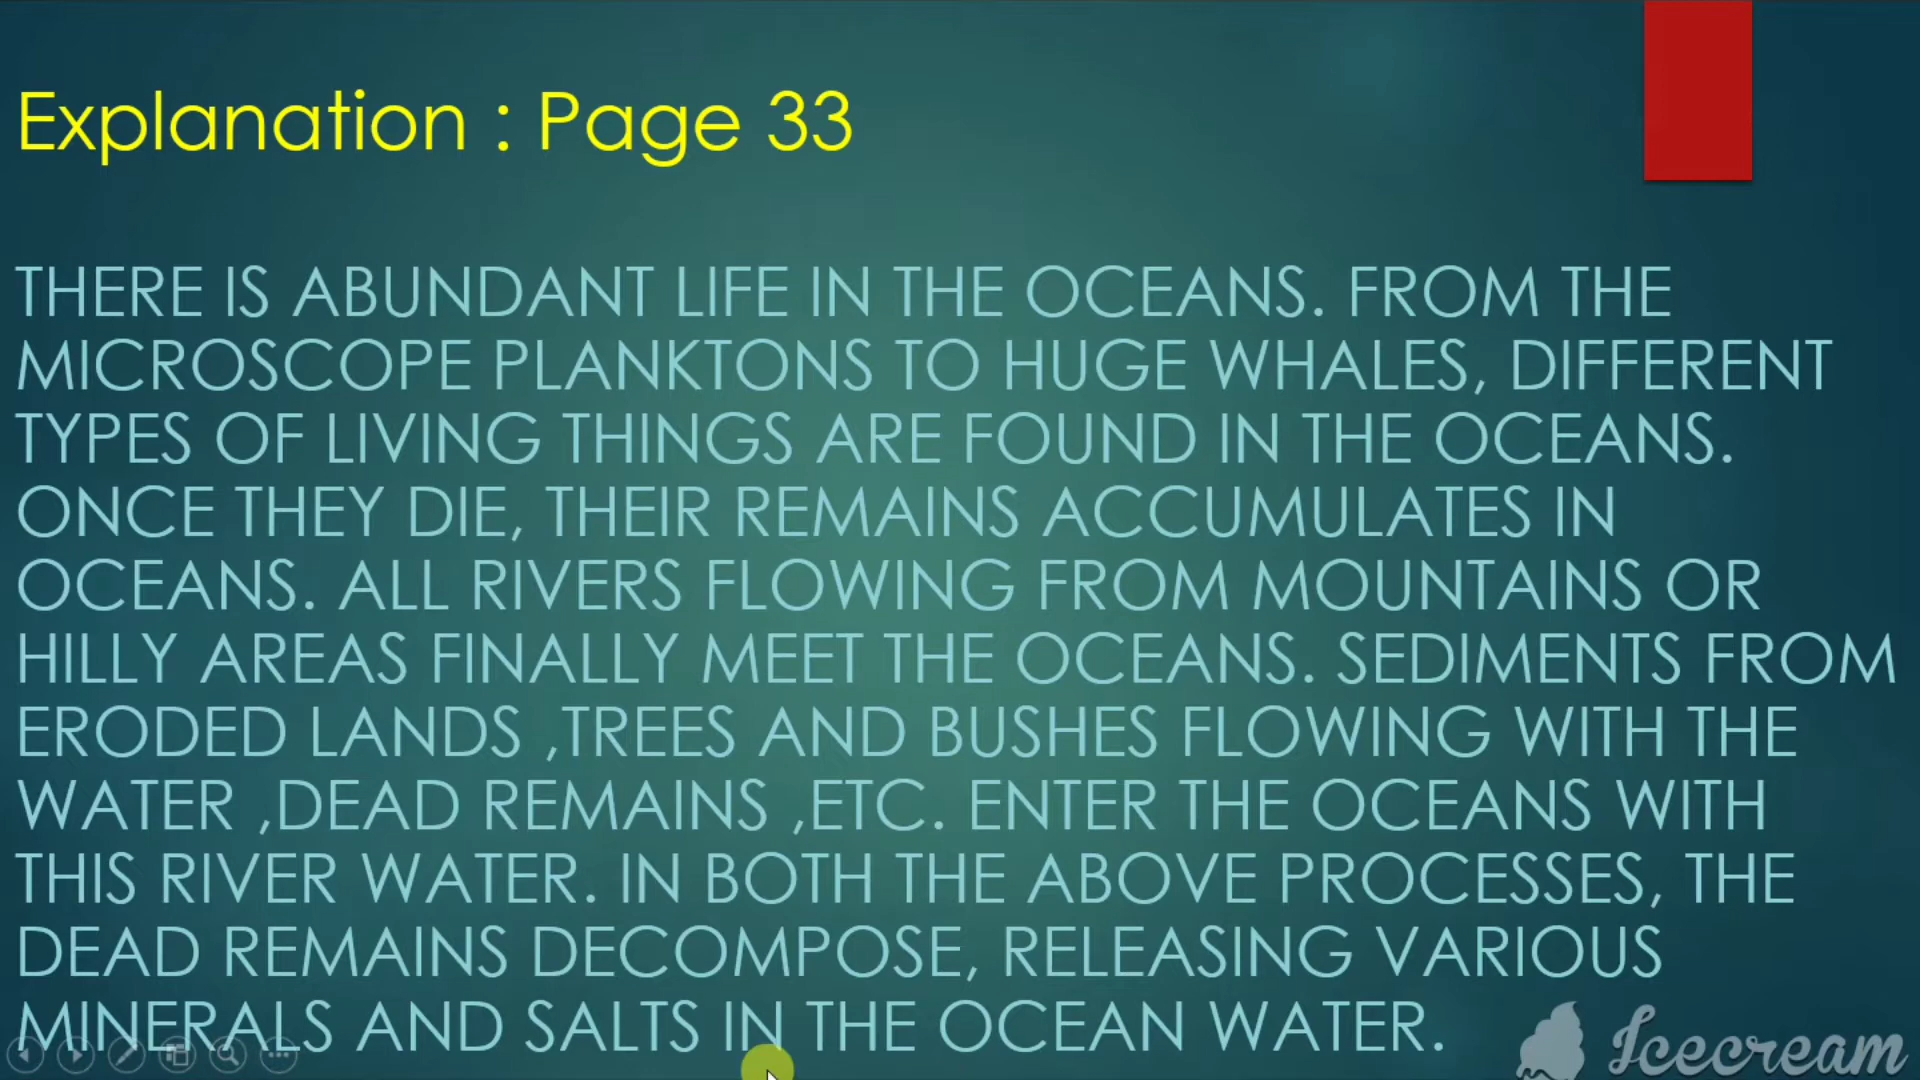 Explanation : Page 33
THERE IS ABUNDANT LIFE IN THE OCEANS. FROM THE
MICROSCOPE PLANKTONS TO HUGE WHALES, DIFFERENT
TYPES OF LIVING THINGS ARE FOUND IN THE OCEANS.
ONCE THEY DIE, THEIR REMAINS ACCUMULATES IN
OCEANS. ALL RIVERS FLOWING FROM MOUNTAINS OR
HILLY AREAS FINALLY MEET THE OCEANS. SEDIMENTS FROM
ERODED LANDS ,TREES AND BUSHES FLOWING WITH THE
WATER ,DEAD REMAINS ,ETC. ENTER THE OCEANS WITH
THIS RIVER WATER. IN BOTH THE ABOVE PROCESSES, THE
DEAD REMAINS DECOMPOSE, RELEASING VARIOUS
MINERALS AND SALTS IN THE OCEAN WATER.
Icecream